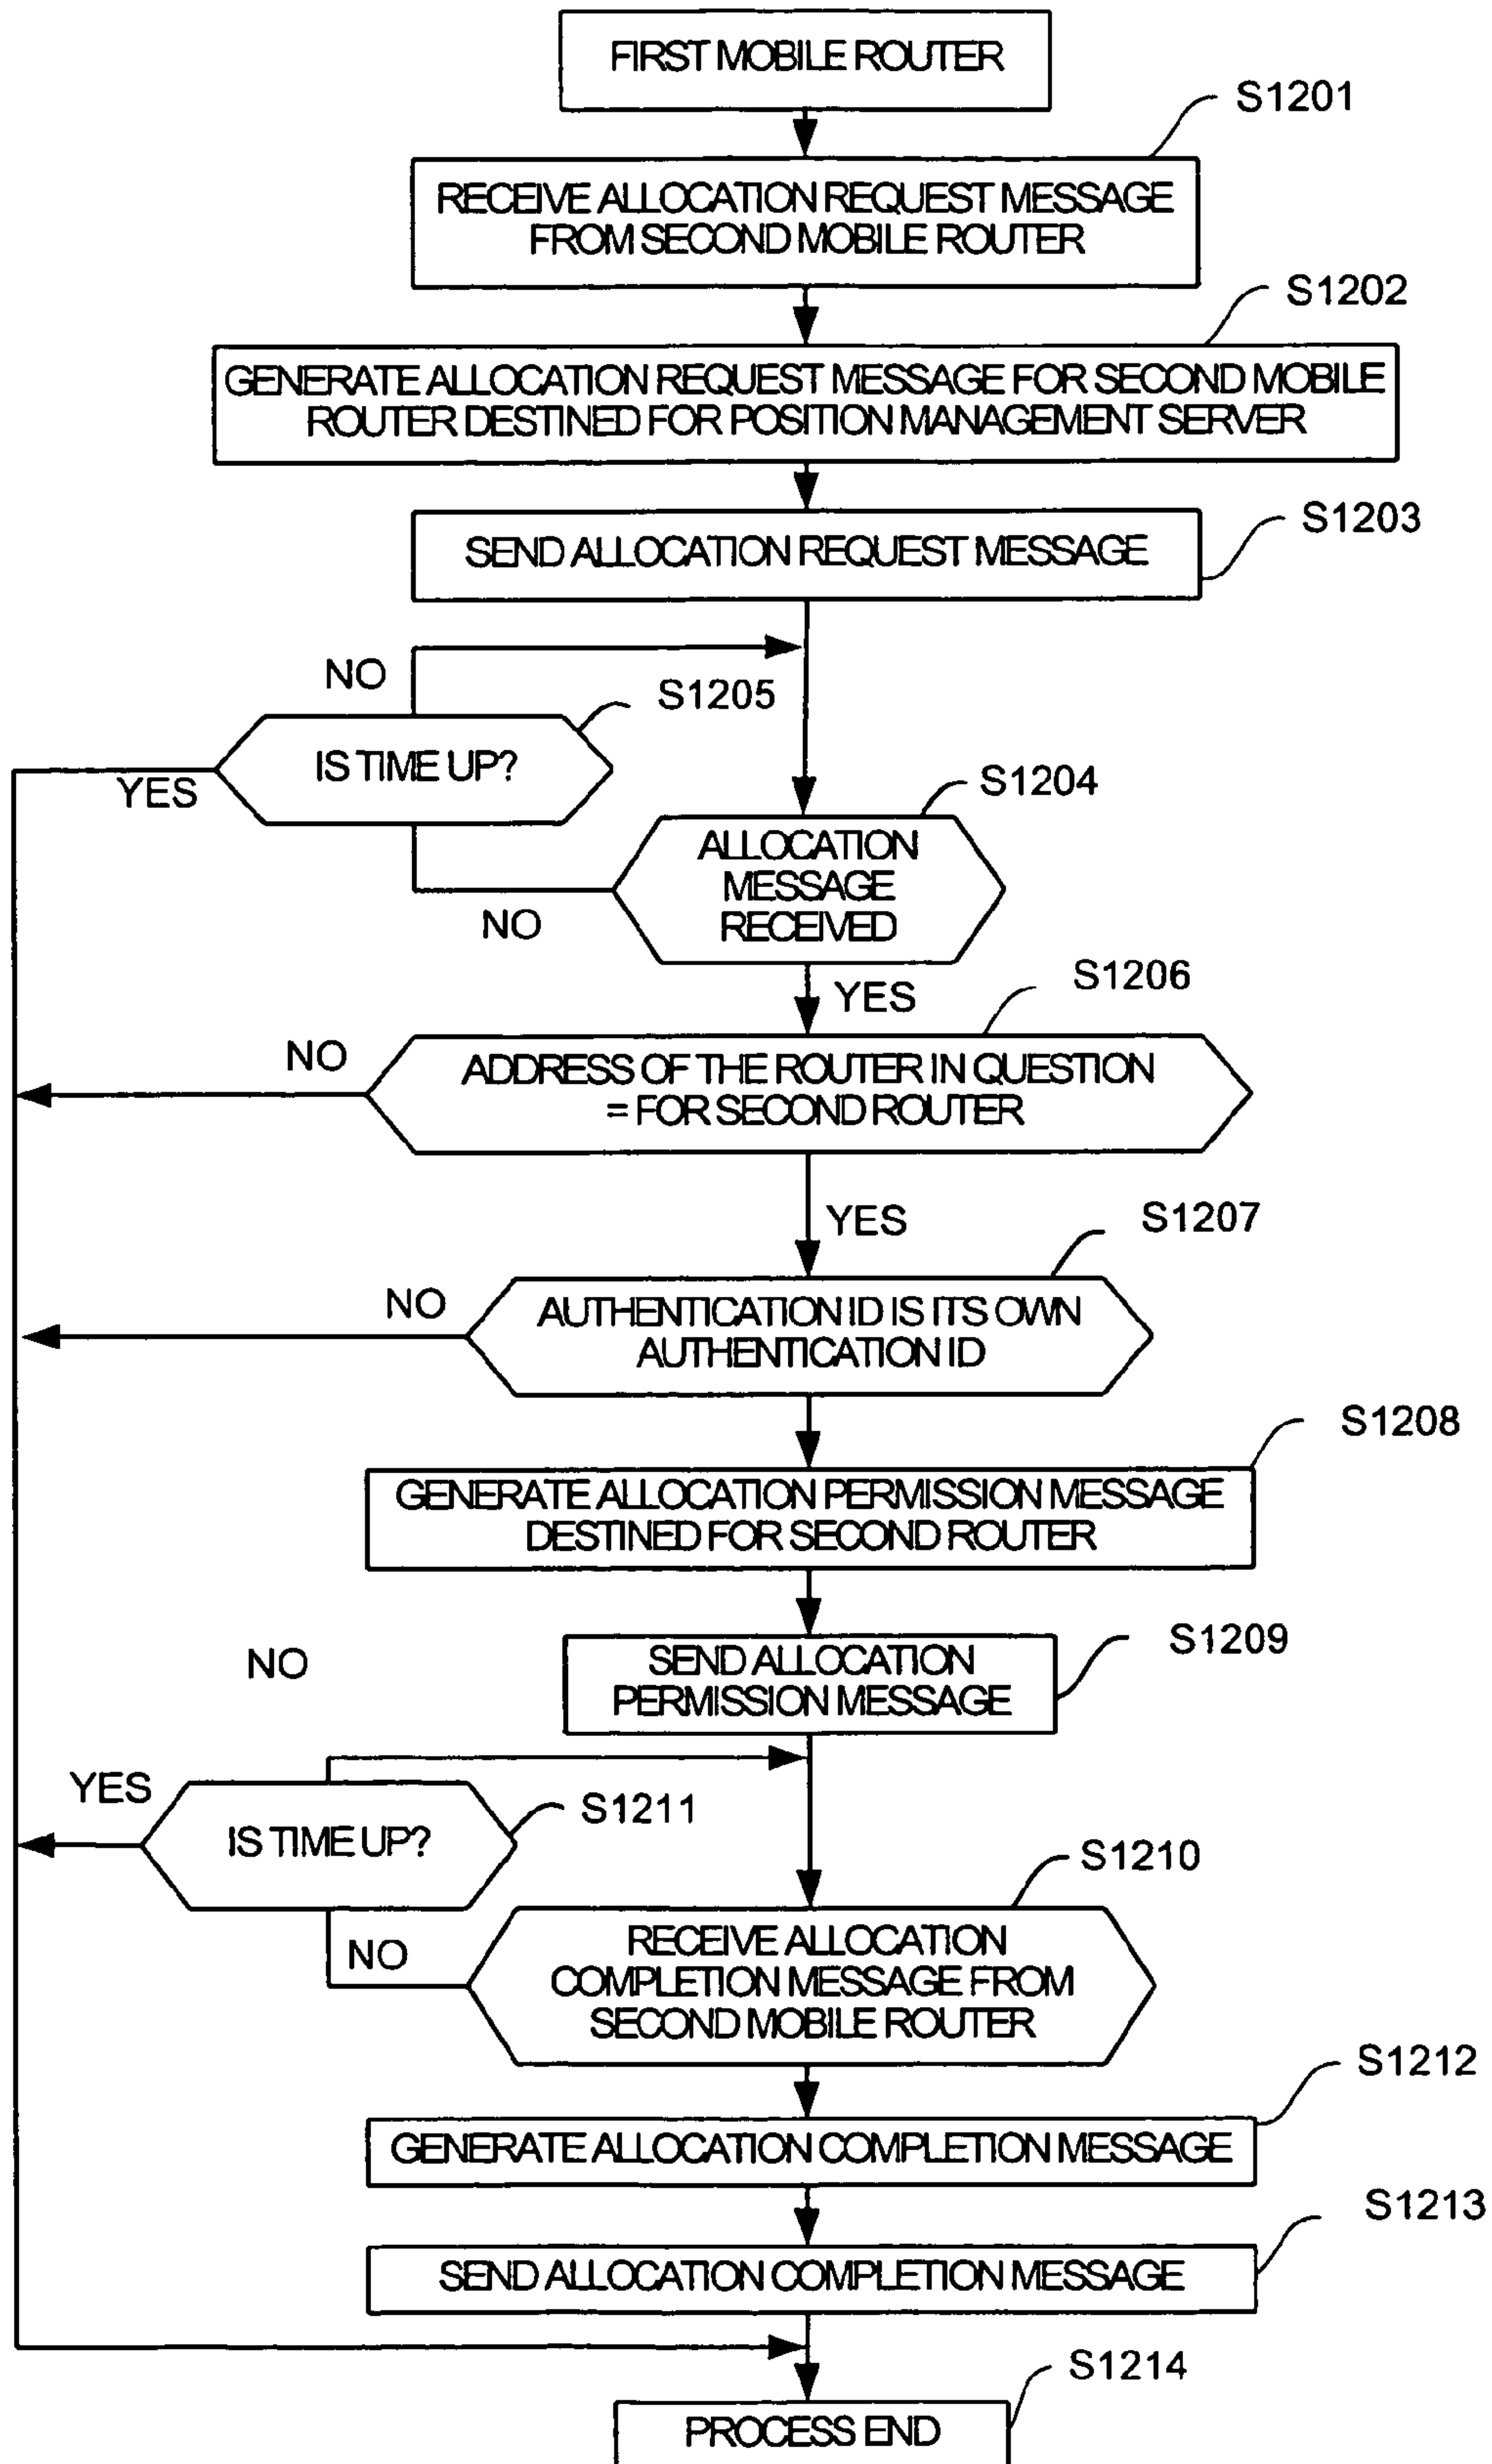 FIRST MOBILE ROUTER
S1201
RECEIVE ALLOCATION REQUEST MESSAGE
FROM SECOND MOBILE ROUTER
S1202
GENERATE ALLOCATION REQUEST MESSAGE FOR SECOND MOBILE
ROUTER DESTINED FOR POSITION MANAGEMENT SERVER
S1203
SEND ALLOCATION REQUEST MESSAGE
NO
S1205
IS TIME UP?
YES
S1204
ALLOCATION
MESSAGE
RECEIVED
NO
YES
S1206
NO
ADDRESS OF THE ROUTER IN QUESTION
= FOR SECOND ROUTER
YES
S1207
NO
AUTHENTICATION ID IS ITS OWN
AUTHENTICATION ID
S1208
GENERATE ALLOCATION PERMISSION MESSAGE
DESTINED FOR SECOND ROUTER
S1209
SEND ALLOCATION
PERMISSION MESSAGE
NO
YES
S1211
IS TIME UP?
S1210
RECEIVE ALLOCATION
COMPLETION MESSAGE FROM
SECOND MOBILE ROUTER
NO
S1212
GENERATE ALLOCATION COMPLETION MESSAGE
S1213
SEND ALLOCATION COMPLETION MESSAGE
S1214
PROCESS END